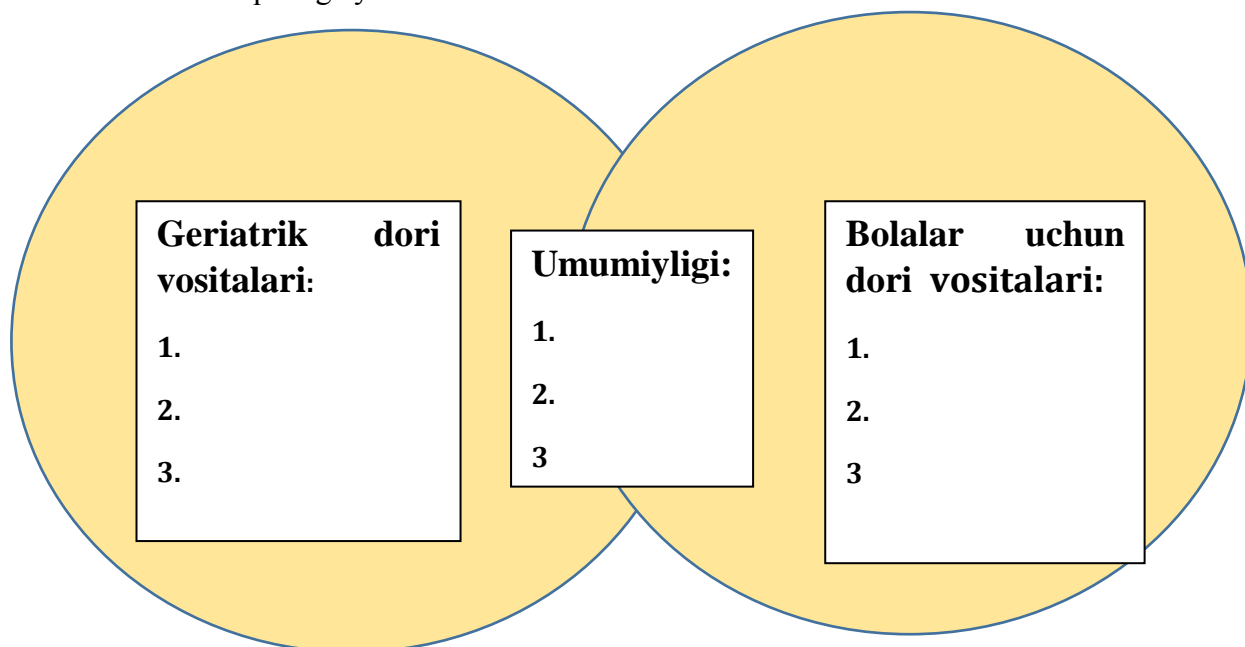 Geriatrik dori
vositalari:
1.
2.
3.
Umumiyligi:
1.
2.
3
Bolalar uchun
dori vositalari:
1.
2.
3